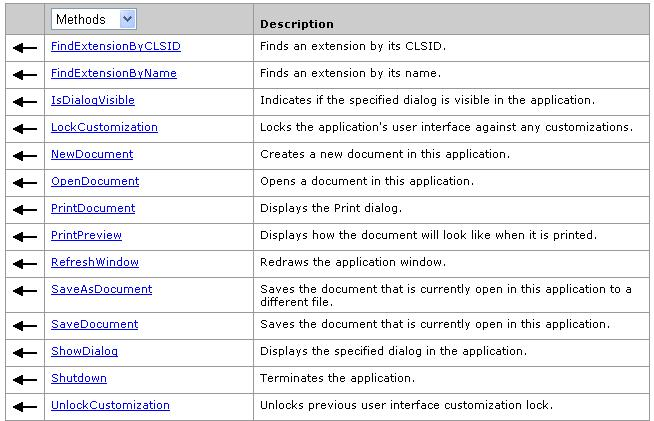 Methods Description
FindExtensionByCLSID Finds an extension by its CLSID.
FindExtensionByName Finds an extension by its name.
IsDialogVisible Indicates if the specified dialog is visible in the application.
LockCustomization Locks the application's user interface against any customizations.
NewDocument Creates a new document in this application.
OpenDocument Opens a document in this application.
PrintDocument Displays the Print dialog.
PrintPreview Displays how the document will look like when it is printed.
RefreshWindow Redraws the application window.
SaveAsDocument Saves the document that is currently open in this application to a
different file.
SaveDocument Saves the document that is currently open in this application.
ShowDialog Displays the specified dialog in the application.
Shutdown Terminates the application.
UnlockCustomization Unlocks previous user interface customization lock.